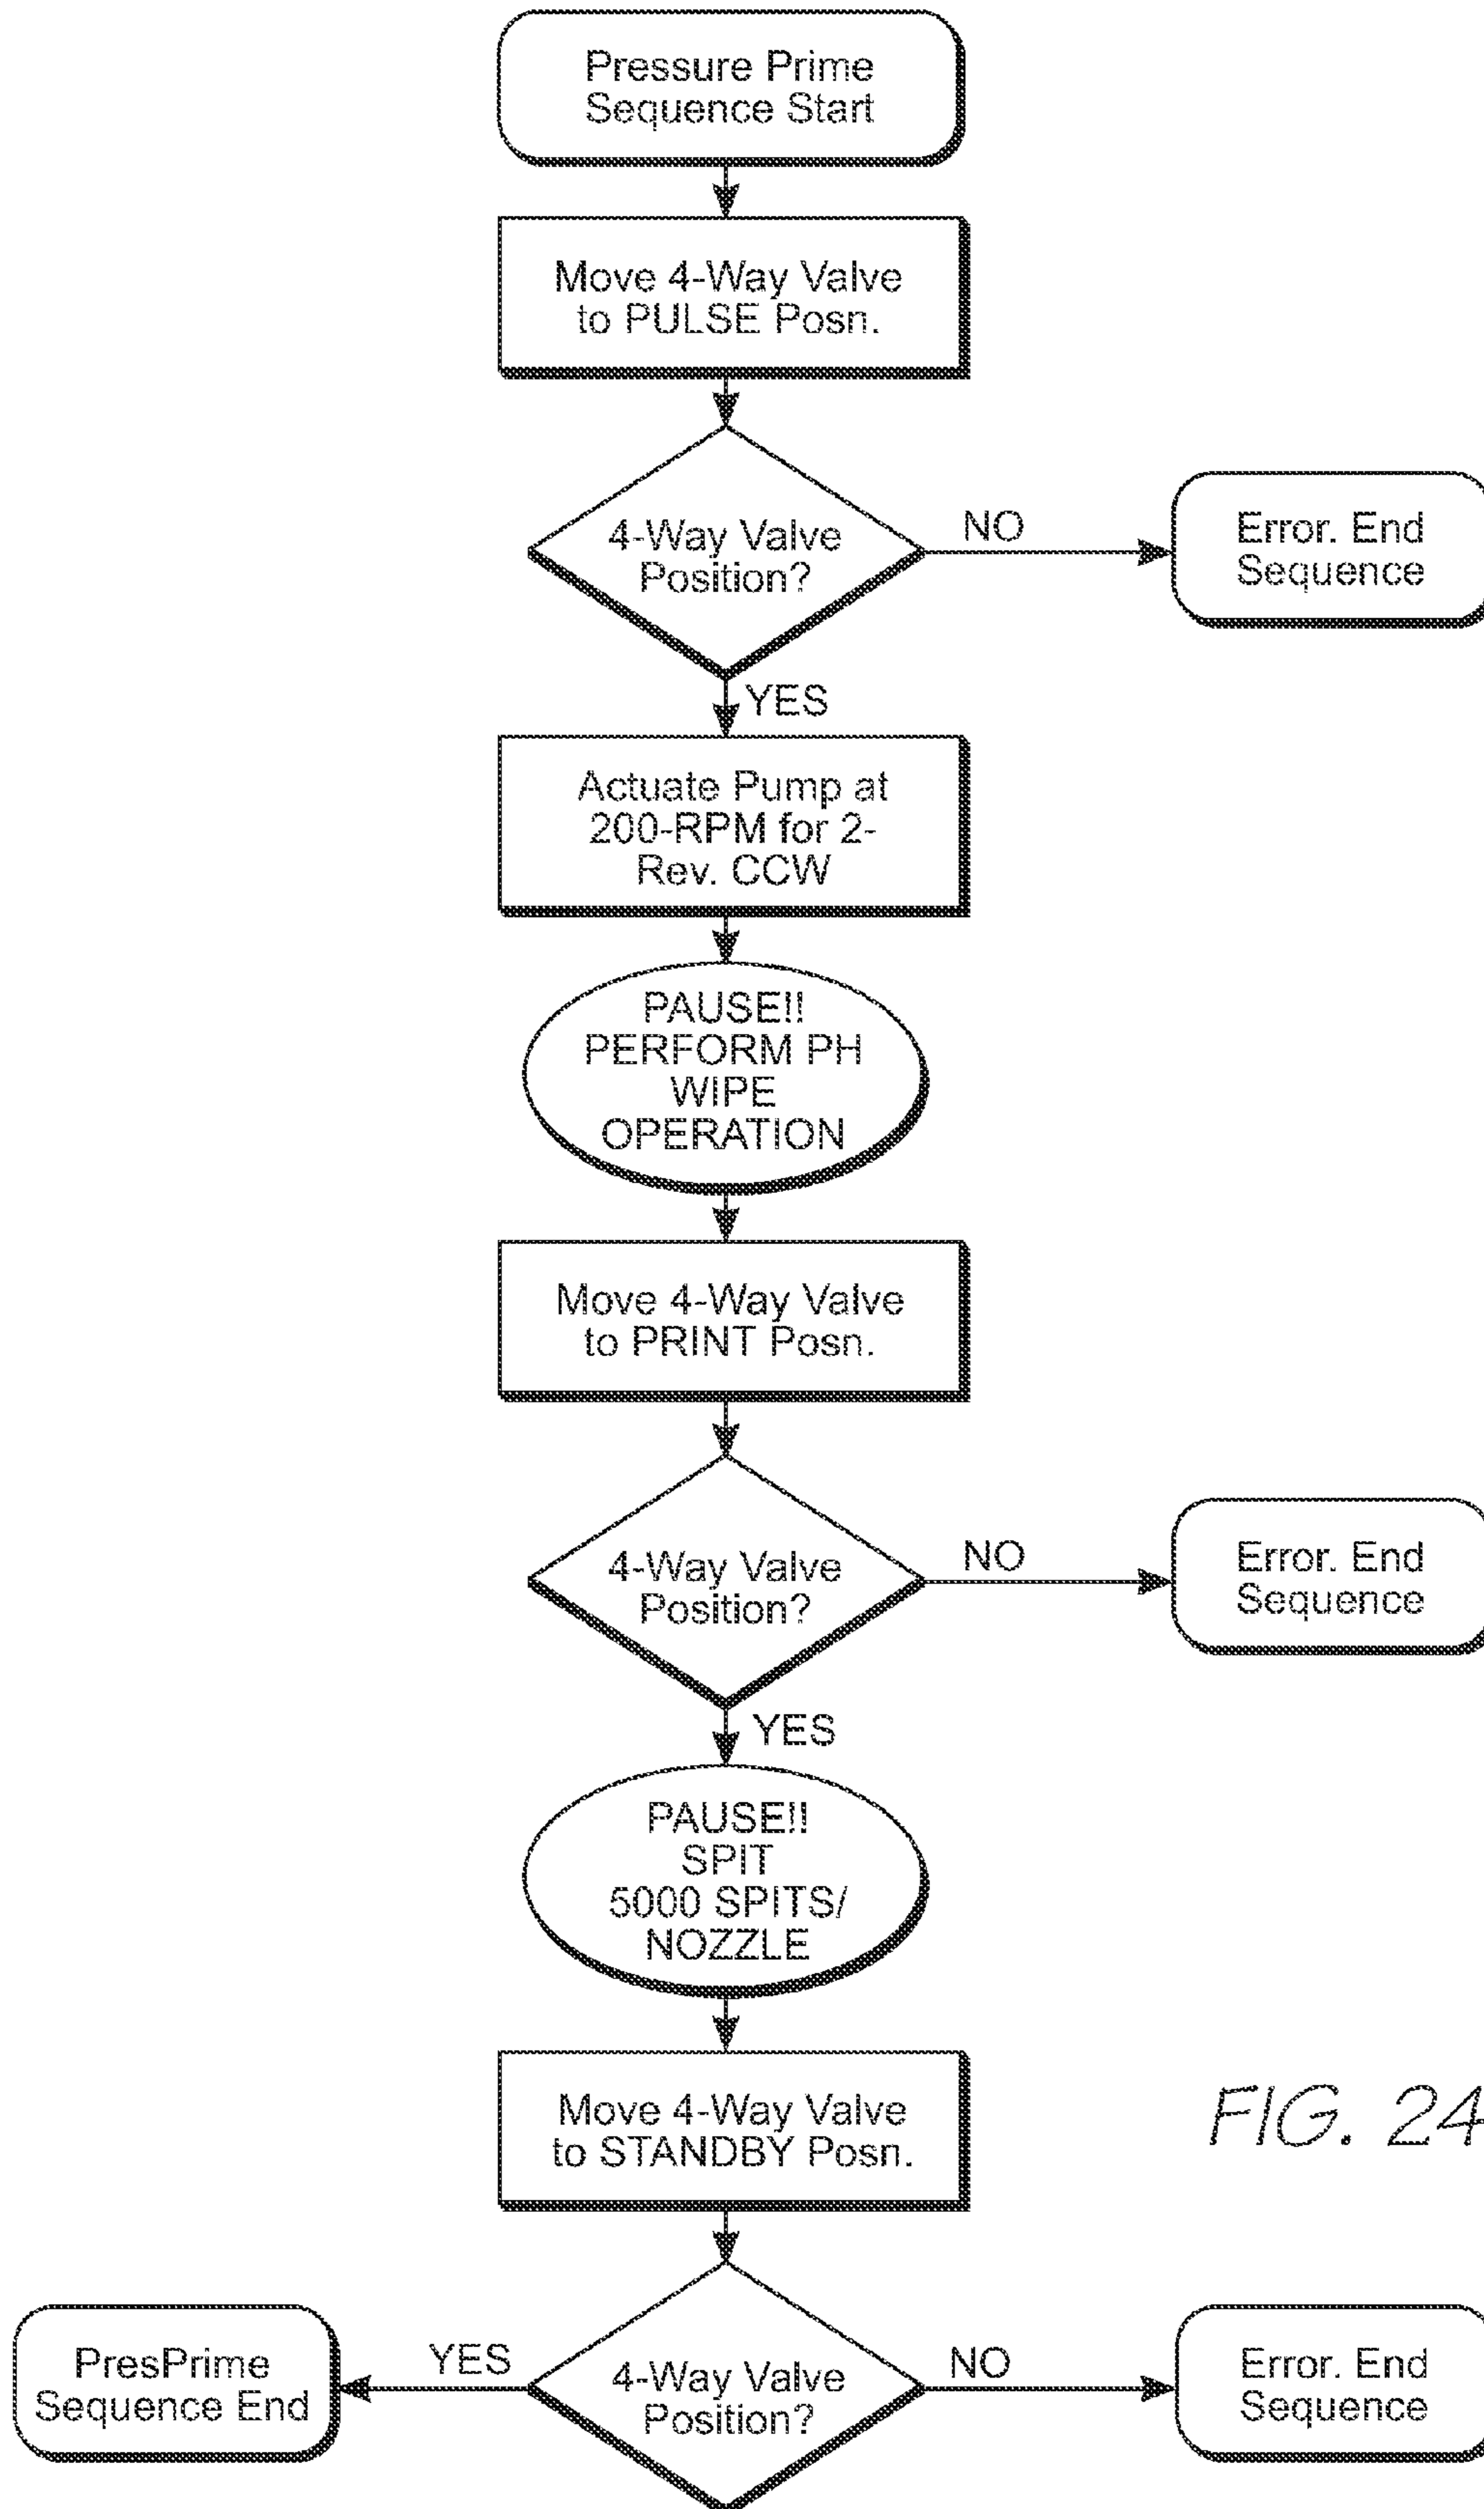 Pressure Prime
Sequence Start
Move 4-Way Valve
to PULSE Posn.
4-Way Valve
Position?
NO
Error. End
Sequence
YES
Actuate Pump at
200-RPM for 2-
Rev. CCW
PAUSE!!
PERFORM PH
WIPE
OPERATION
Move 4-Way Valve
to PRINT Posn.
4-Way Valve
Position?
NO
Error. End
Sequence
YES
PAUSE!!
SPIT
5000 SPITS/
NOZZLE
Move 4-Way Valve
to STANDBY Posn.
FIG. 24
PresPrime
Sequence End
YES
4-Way Valve
Position?
NO
Error. End
Sequence